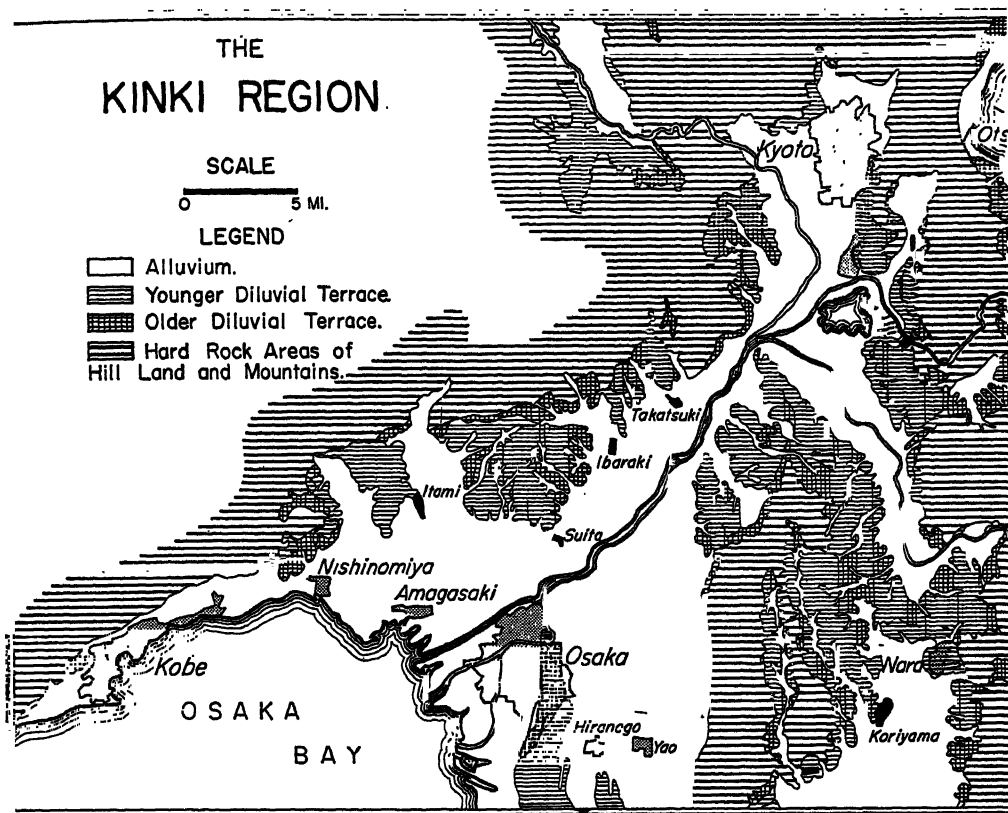 THE
KINKI REGION.
SCALE
0 5 MI.
LEGEND
Alluvium.
Younger Diluvial Terrace.
Older Diluvial Terrace.
Hard Rock Areas of
Hill Land and Mountains.
Kyoto
Ots
Takatsuki
Ibaraki
Itami
Suita
Nishinomiya
Amagasaki
Kobe
Osaka
Nara
OSAKA
BAY
Hiranogo
Yao
Koriyama